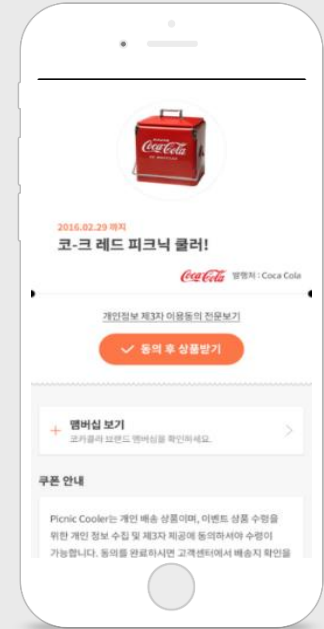 Coca-Cola
2016.02.29 까지
코-크 레드 피크닉 쿨러!
Coca-Cola 발행처 : Coca Cola
개인정보 제3자 이용동의 전문보기
동의 후 상품받기
멤버십 보기
코카콜라 브랜드 멤버십을 확인하세요.
쿠폰 안내
Picnic Cooler는 개인 배송 상품이며, 이벤트 상품 수령을
위한 개인 정보 수집 및 제3자 제공에 동의하셔야 수령이
가능합니다. 동의를 완료하시면 고객센터에서 배송지 확인을